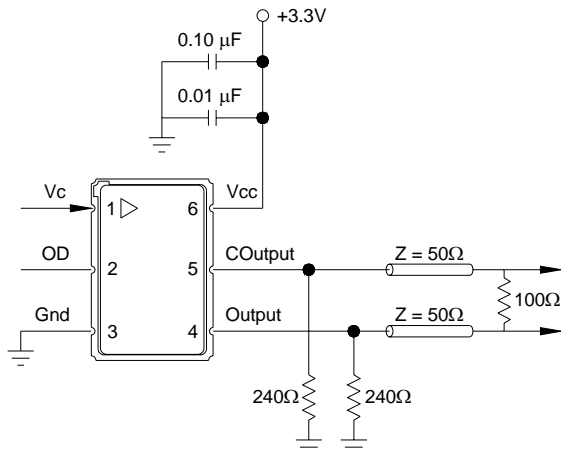 +3.3V
0.10 µF
0.01 µF
Vc 1 6 Vcc
OD 2 5 COutput Z = 50Ω
100Ω
Gnd 3 4 Output Z = 50Ω
240Ω 240Ω